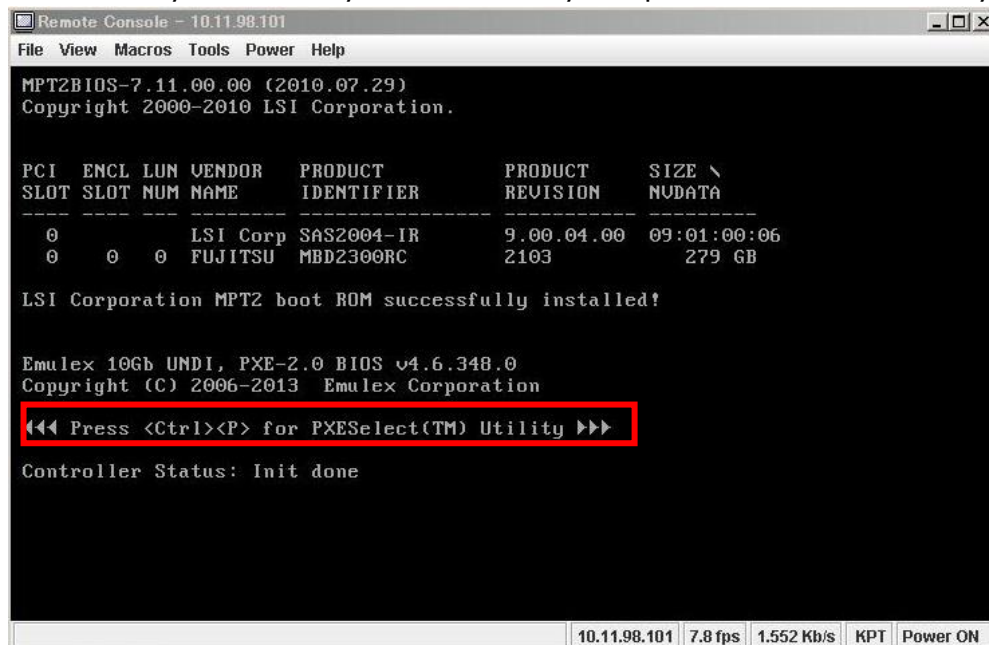 Remote Console - 10.11.98.101
File View Macros Tools Power Help
MPT2BIOS-7.11.00.00 (2010.07.29)
Copyright 2000-2010 LSI Corporation.
PCI ENCL LUN VENDOR PRODUCT PRODUCT SIZE \
SLOT SLOT NUM NAME IDENTIFIER REVISION NVDATA
---- ---- --- -------- ---------------- ----------- ---------
0 LSI Corp SAS2004-IR 9.00.04.00 09:01:00:06
0 0 0 FUJITSU MBD2300RC 2103 279 GB
LSI Corporation MPT2 boot ROM successfully installed!
Emulex 10Gb UNDI, PXE-2.0 BIOS v4.6.348.0
Copyright (C) 2006-2013 Emulex Corporation
◄◄◄ Press <Ctrl><P> for PXESelect(TM) Utility ►►►
Controller Status: Init done
10.11.98.101 7.8 fps 1.552 Kb/s KPT Power ON